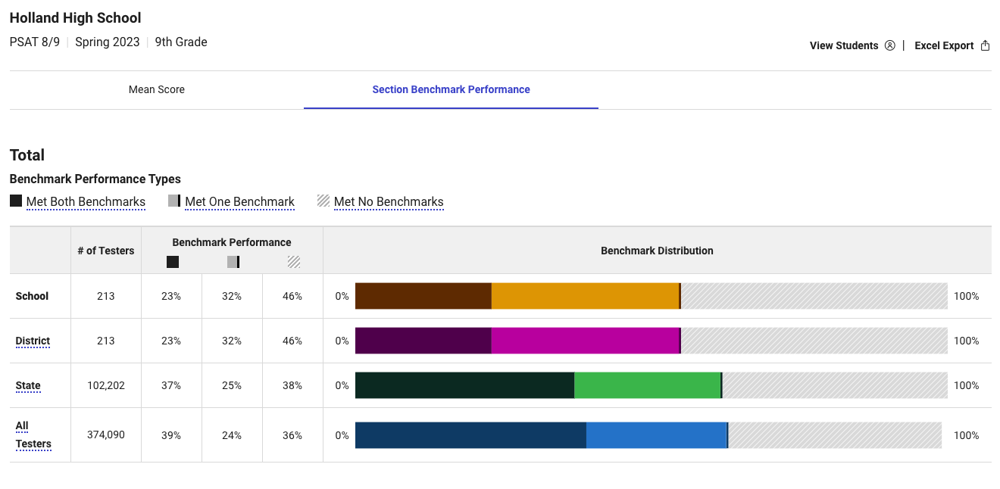 Holland High School
PSAT 8/9 | Spring 2023 | 9th Grade
View Students | Excel Export
Mean Score Section Benchmark Performance
Total
Benchmark Performance Types
Met Both Benchmarks Met One Benchmark Met No Benchmarks
# of Testers Benchmark Performance Benchmark Distribution
School 213 23% 32% 46% 0% 100%
District 213 23% 32% 46% 0% 100%
State 102,202 37% 25% 38% 0% 100%
All
Testers 374,090 39% 24% 36% 0% 100%